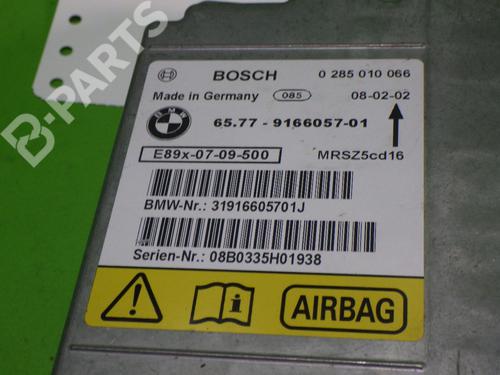 B-PARTS
BOSCH 0 285 010 066
Made in Germany 085 08-02-02
BMW 65.77 - 9166057-01
E89x-07-09-500 MRSZ5cd16
BMW-Nr.: 31916605701J
Serien-Nr.: 08B0335H01938
AIRBAG